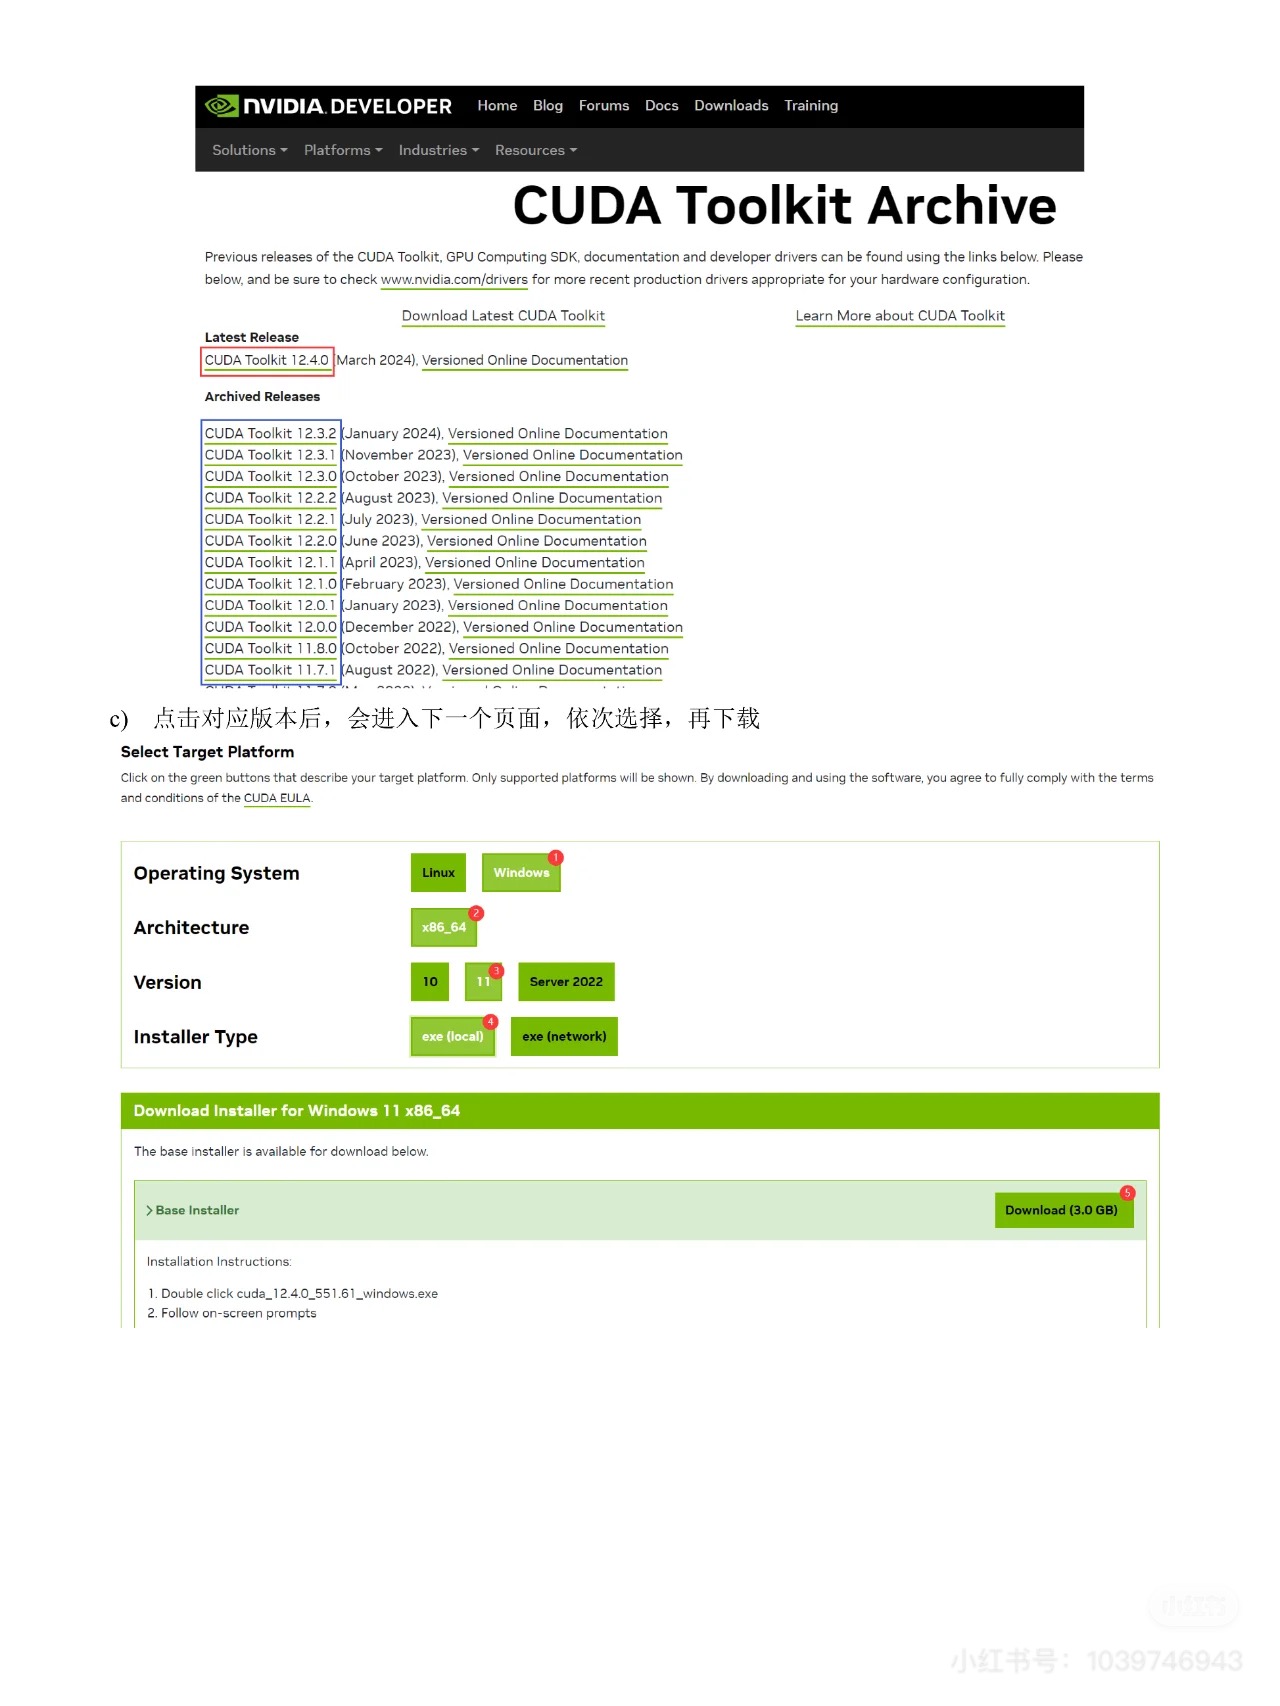 NVIDIA. DEVELOPER Home Blog Forums Docs Downloads Training
Solutions Platforms Industries Resources
CUDA Toolkit Archive
Previous releases of the CUDA Toolkit, GPU Computing SDK, documentation and developer drivers can be found using the links below. Please
below, and be sure to check www.nvidia.com/drivers for more recent production drivers appropriate for your hardware configuration.
Download Latest CUDA Toolkit Learn More about CUDA Toolkit
Latest Release
CUDA Toolkit 12.4.0 (March 2024), Versioned Online Documentation
Archived Releases
CUDA Toolkit 12.3.2 (January 2024), Versioned Online Documentation
CUDA Toolkit 12.3.1 (November 2023), Versioned Online Documentation
CUDA Toolkit 12.3.0 (October 2023), Versioned Online Documentation
CUDA Toolkit 12.2.2 (August 2023), Versioned Online Documentation
CUDA Toolkit 12.2.1 (July 2023), Versioned Online Documentation
CUDA Toolkit 12.2.0 (June 2023), Versioned Online Documentation
CUDA Toolkit 12.1.1 (April 2023), Versioned Online Documentation
CUDA Toolkit 12.1.0 (February 2023), Versioned Online Documentation
CUDA Toolkit 12.0.1 (January 2023), Versioned Online Documentation
CUDA Toolkit 12.0.0 (December 2022), Versioned Online Documentation
CUDA Toolkit 11.8.0 (October 2022), Versioned Online Documentation
CUDA Toolkit 11.7.1 (August 2022), Versioned Online Documentation
c) 点击对应版本后，会进入下一个页面，依次选择，再下载
Select Target Platform
Click on the green buttons that describe your target platform. Only supported platforms will be shown. By downloading and using the software, you agree to fully comply with the terms
and conditions of the CUDA EULA.
Operating System Linux Windows 1
Architecture x86_64 2
Version 10 11 3 Server 2022
Installer Type exe (local) 4 exe (network)
Download Installer for Windows 11 x86_64
The base installer is available for download below.
Base Installer Download (3.0 GB) 5
Installation Instructions:
1. Double click cuda_12.4.0_551.61_windows.exe
2. Follow on-screen prompts
小红书
小红书号：1039746943